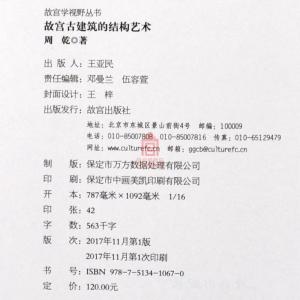 故宫学视野丛书
故宫古建筑的结构艺术
周 乾◎著
出 版 人：王亚民
责任编辑：邓曼兰 伍容萱
封面设计：王 梓
出版发行：故宫出版社
地址：北京市东城区景山前街4号 邮编：100009
电话：010-85007808 010-85007816 传真：010-65129479
网址：www.culturefc.cn 邮箱：ggcb@culturefc.cn
制 版：保定市万方数据处理有限公司
印 刷：保定市中画美凯印刷有限公司
开 本：787毫米×1092毫米 1/16
印 张：42
字 数：563千字
版 次：2017年11月第1版
2017年11月第1次印刷
书 号：ISBN 978-7-5134-1067-0
定 价：120.00元